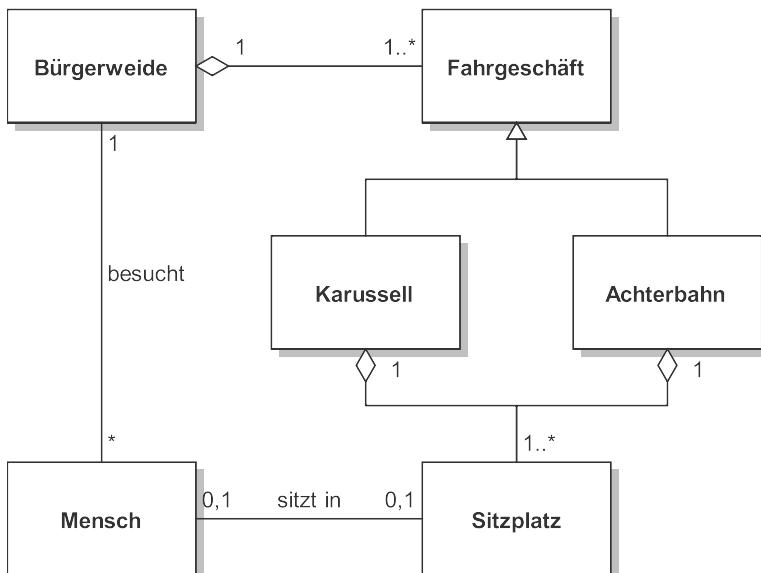 Bürgerweide
1
1..*
Fahrgeschäft
1
besucht
Karussell
Achterbahn
1
1
*
1..*
Mensch
0,1
sitzt in
0,1
Sitzplatz